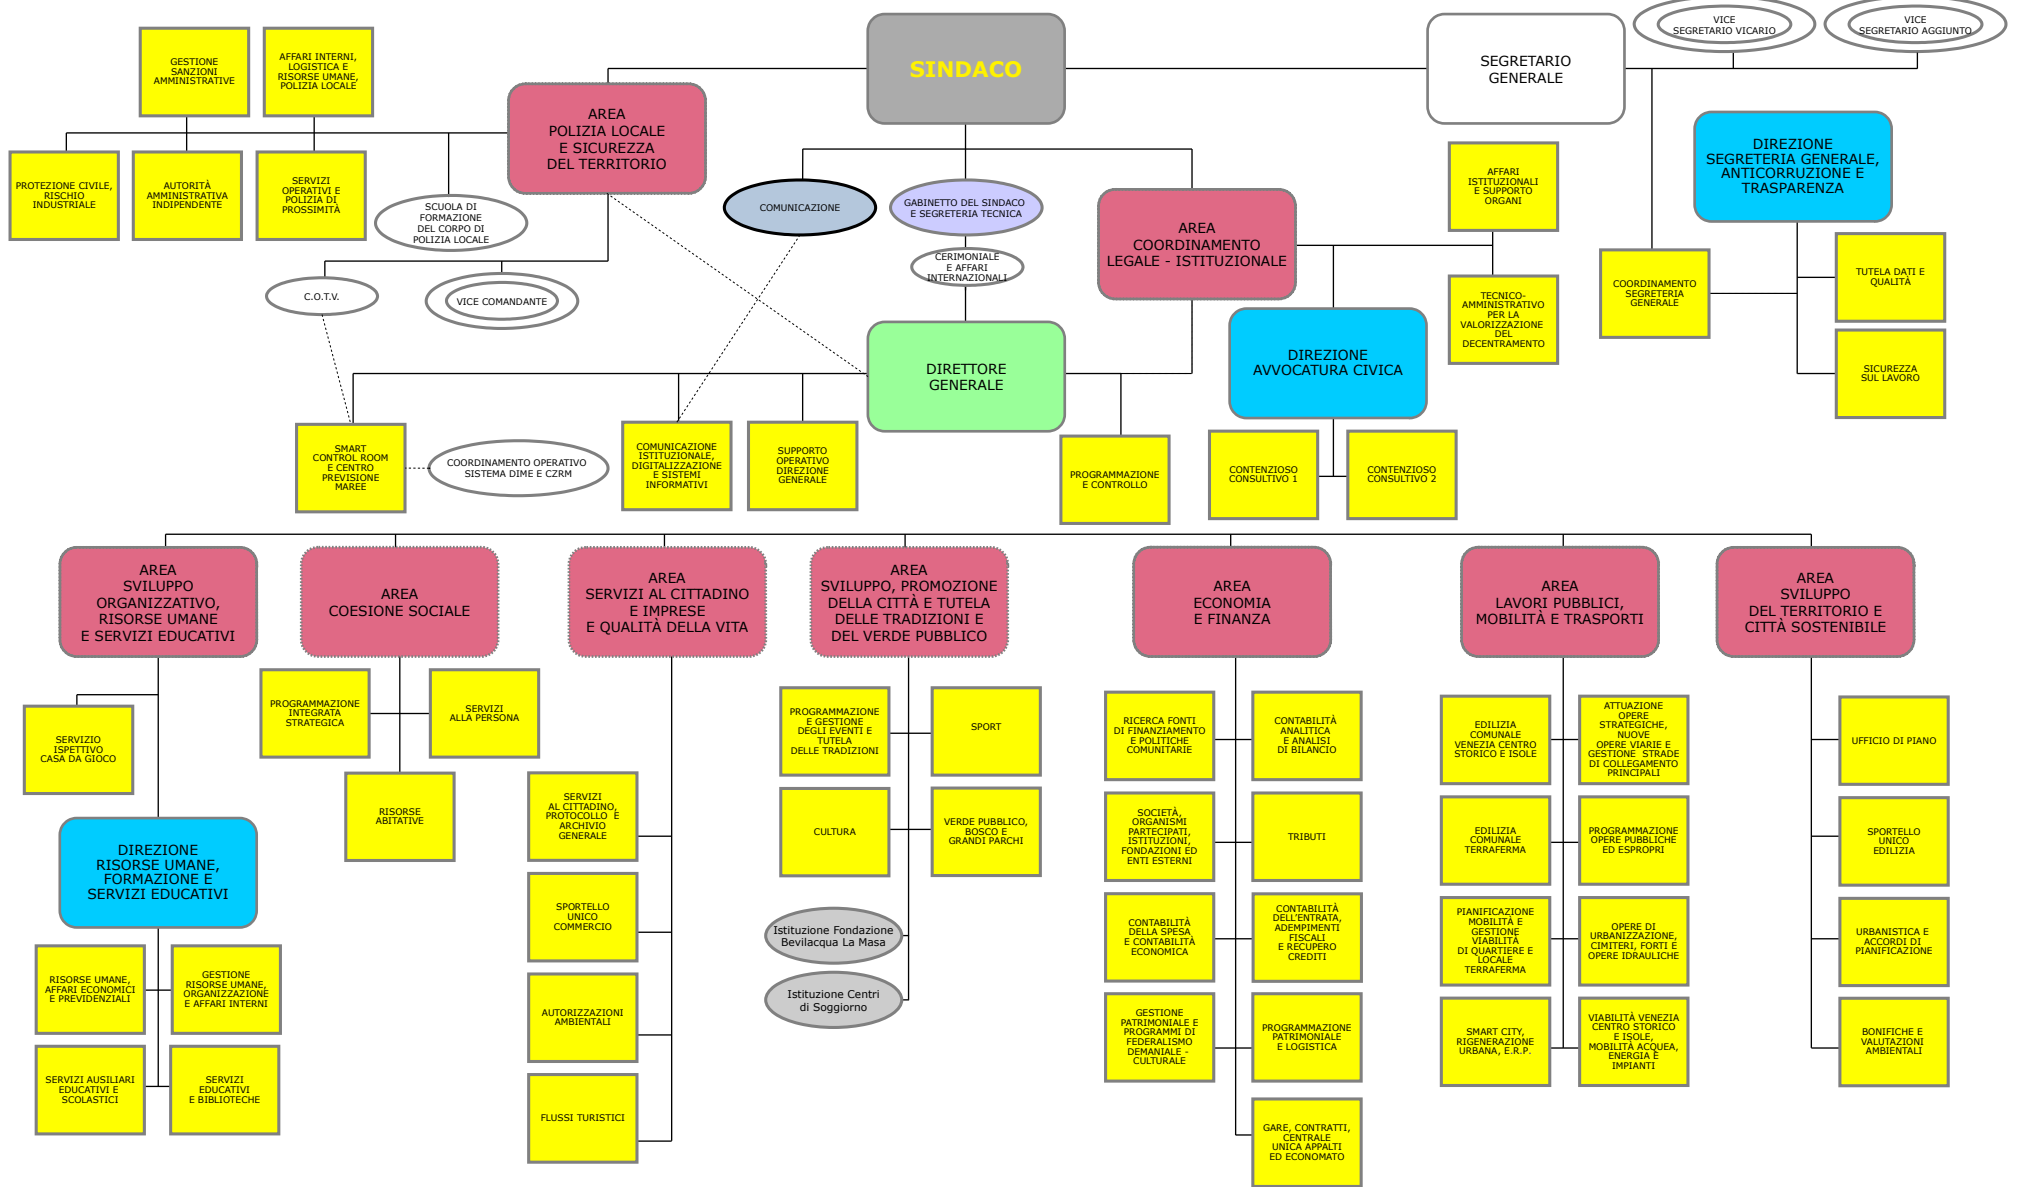 VICE
SEGRETARIO VICARIO
VICE
SEGRETARIO AGGIUNTO
SINDACO
SEGRETARIO
GENERALE
GESTIONE
SANZIONI
AMMINISTRATIVE
AFFARI INTERNI,
LOGISTICA E
RISORSE UMANE,
POLIZIA LOCALE
AREA
POLIZIA LOCALE
E SICUREZZA
DEL TERRITORIO
DIREZIONE
SEGRETERIA GENERALE,
ANTICORRUZIONE E
TRASPARENZA
PROTEZIONE CIVILE,
RISCHIO
INDUSTRIALE
AUTORITÀ
AMMINISTRATIVA
INDIPENDENTE
SERVIZI
OPERATIVI E
POLIZIA DI
PROSSIMITÀ
SCUOLA DI
FORMAZIONE
DEL CORPO DI
POLIZIA LOCALE
COMUNICAZIONE
GABINETTO DEL SINDACO
E SEGRETERIA TECNICA
AREA
COORDINAMENTO
LEGALE - ISTITUZIONALE
AFFARI
ISTITUZIONALI
E SUPPORTO
ORGANI
CERIMONIALE
E AFFARI
INTERNAZIONALI
C.O.T.V.
VICE COMANDANTE
TECNICO-
AMMINISTRATIVO
PER LA
VALORIZZAZIONE
DEL
DECENTRAMENTO
COORDINAMENTO
SEGRETERIA
GENERALE
TUTELA DATI E
QUALITÀ
SICUREZZA
SUL LAVORO
DIRETTORE
GENERALE
DIREZIONE
AVVOCATURA CIVICA
SMART
CONTROL ROOM
E CENTRO
PREVISIONE
MAREE
COORDINAMENTO OPERATIVO
SISTEMA DIME E CZRM
COMUNICAZIONE
ISTITUZIONALE,
DIGITALIZZAZIONE
E SISTEMI
INFORMATIVI
SUPPORTO
OPERATIVO
DIREZIONE
GENERALE
PROGRAMMAZIONE
E CONTROLLO
CONTENZIOSO
CONSULTIVO 1
CONTENZIOSO
CONSULTIVO 2
AREA
SVILUPPO
ORGANIZZATIVO,
RISORSE UMANE
E SERVIZI EDUCATIVI
AREA
COESIONE SOCIALE
AREA
SERVIZI AL CITTADINO
E IMPRESE
E QUALITÀ DELLA VITA
AREA
SVILUPPO, PROMOZIONE
DELLA CITTÀ E TUTELA
DELLE TRADIZIONI E
DEL VERDE PUBBLICO
AREA
ECONOMIA
E FINANZA
AREA
LAVORI PUBBLICI,
MOBILITÀ E TRASPORTI
AREA
SVILUPPO
DEL TERRITORIO E
CITTÀ SOSTENIBILE
SERVIZIO
ISPETTIVO
CASA DA GIOCO
DIREZIONE
RISORSE UMANE,
FORMAZIONE E
SERVIZI EDUCATIVI
RISORSE UMANE,
AFFARI ECONOMICI
E PREVIDENZIALI
GESTIONE
RISORSE UMANE,
ORGANIZZAZIONE
E AFFARI INTERNI
SERVIZI AUSILIARI
EDUCATIVI E
SCOLASTICI
SERVIZI
EDUCATIVI
E BIBLIOTECHE
PROGRAMMAZIONE
INTEGRATA
STRATEGICA
SERVIZI
ALLA PERSONA
RISORSE
ABITATIVE
SERVIZI
AL CITTADINO,
PROTOCOLLO E
ARCHIVIO
GENERALE
SPORTELLO
UNICO
COMMERCIO
AUTORIZZAZIONI
AMBIENTALI
FLUSSI TURISTICI
PROGRAMMAZIONE
E GESTIONE
DEGLI EVENTI E
TUTELA
DELLE TRADIZIONI
SPORT
CULTURA
VERDE PUBBLICO,
BOSCO E
GRANDI PARCHI
Istituzione Fondazione
Bevilacqua La Masa
Istituzione Centri
di Soggiorno
RICERCA FONTI
DI FINANZIAMENTO
E POLITICHE
COMUNITARIE
CONTABILITÀ
ANALITICA
E ANALISI
DI BILANCIO
SOCIETÀ,
ORGANISMI
PARTECIPATI,
ISTITUZIONI,
FONDAZIONI ED
ENTI ESTERNI
TRIBUTI
CONTABILITÀ
DELLA SPESA
E CONTABILITÀ
ECONOMICA
CONTABILITÀ
DELL'ENTRATA,
ADEMPIMENTI
FISCALI
E RECUPERO
CREDITI
GESTIONE
PATRIMONIALE E
PROGRAMMI DI
FEDERALISMO
DEMANIALE -
CULTURALE
PROGRAMMAZIONE
PATRIMONIALE
E LOGISTICA
GARE, CONTRATTI,
CENTRALE
UNICA APPALTI
ED ECONOMATO
EDILIZIA
COMUNALE
VENEZIA CENTRO
STORICO E ISOLE
ATTUAZIONE
OPERE
STRATEGICHE,
NUOVE
OPERE VIARIE E
GESTIONE STRADE
DI COLLEGAMENTO
PRINCIPALI
EDILIZIA
COMUNALE
TERRAFERMA
PROGRAMMAZIONE
OPERE PUBBLICHE
ED ESPROPRI
PIANIFICAZIONE
MOBILITÀ E
GESTIONE
VIABILITÀ
DI QUARTIERE E
LOCALE
TERRAFERMA
OPERE DI
URBANIZZAZIONE,
CIMITERI, FORTI E
OPERE IDRAULICHE
SMART CITY,
RIGENERAZIONE
URBANA, E.R.P.
VIABILITÀ VENEZIA
CENTRO STORICO
E ISOLE,
MOBILITÀ ACQUEA,
ENERGIA E
IMPIANTI
UFFICIO DI PIANO
SPORTELLO
UNICO
EDILIZIA
URBANISTICA E
ACCORDI DI
PIANIFICAZIONE
BONIFICHE E
VALUTAZIONI
AMBIENTALI